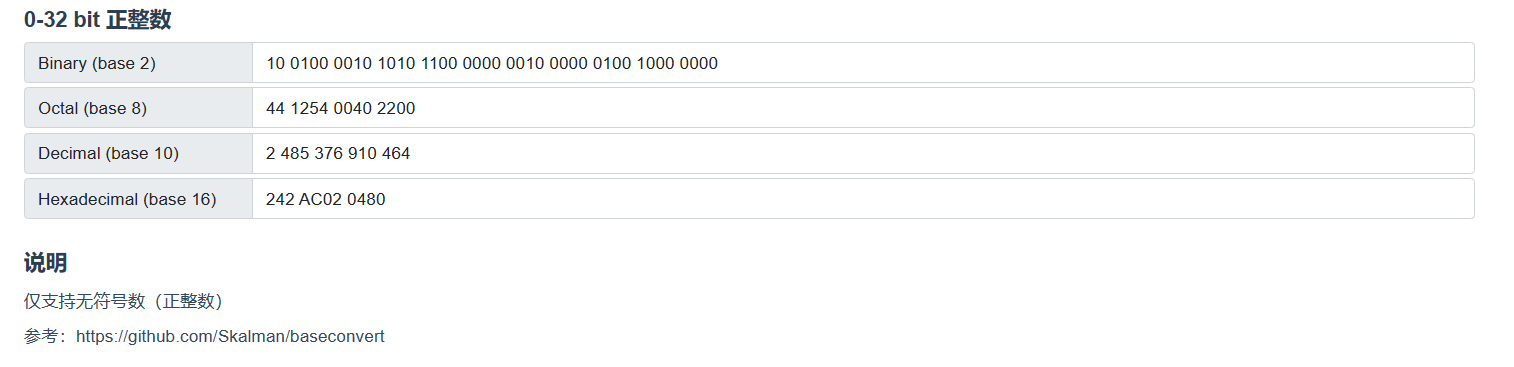 0-32 bit 正整数
Binary (base 2) 10 0100 0010 1010 1100 0000 0010 0000 0100 1000 0000
Octal (base 8) 44 1254 0040 2200
Decimal (base 10) 2 485 376 910 464
Hexadecimal (base 16) 242 AC02 0480
说明
仅支持无符号数（正整数）
参考：https://github.com/Skalman/baseconvert